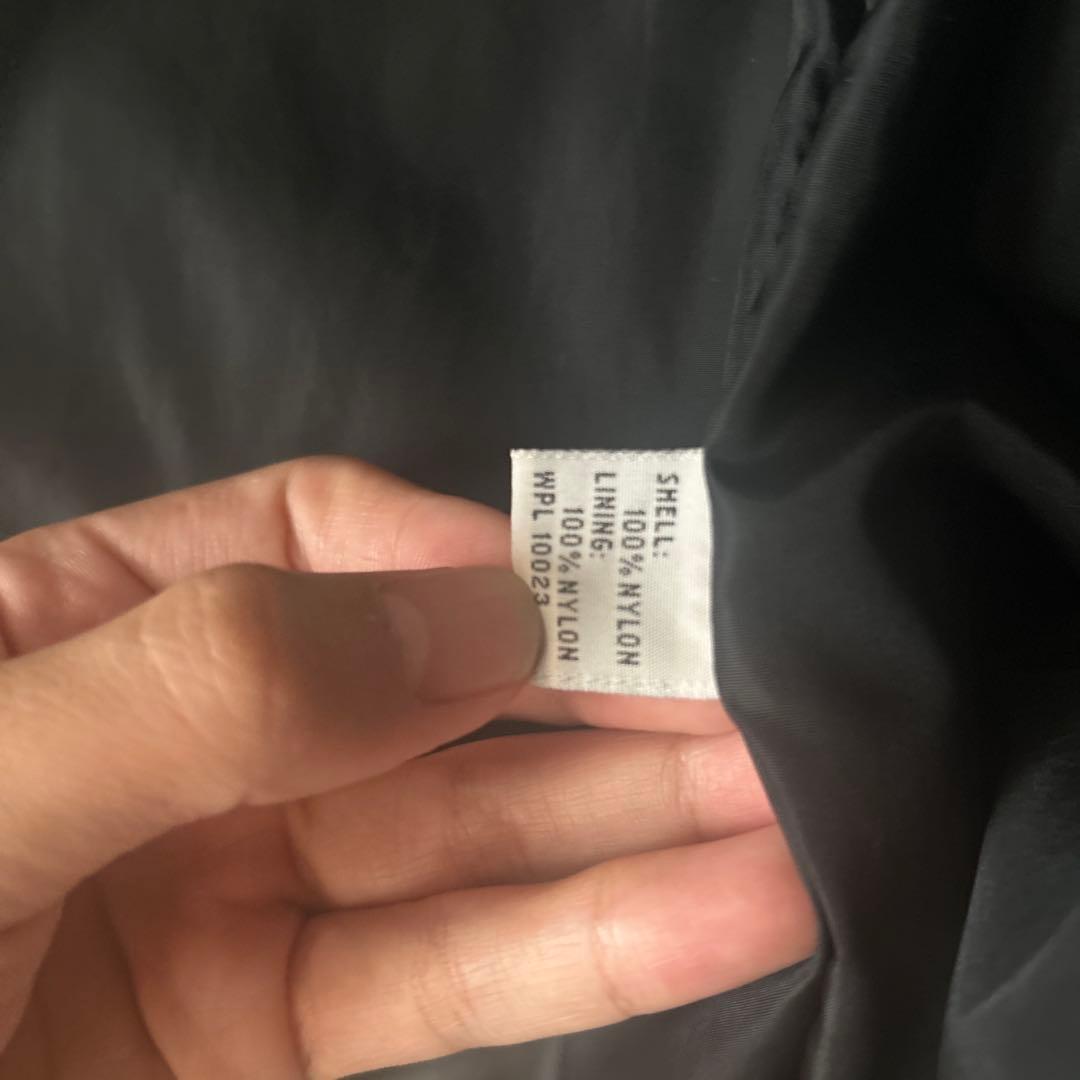 SHELL:
100% NYLON
LINING:
100% NYLON
WPL 10023